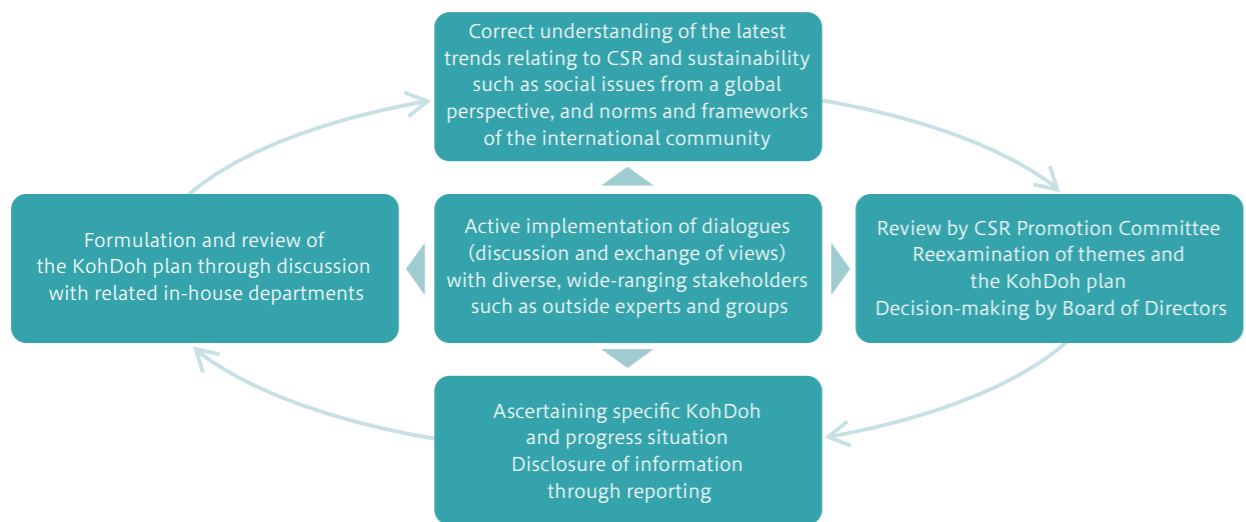 Correct understanding of the latest
trends relating to CSR and sustainability
such as social issues from a global
perspective, and norms and frameworks
of the international community
Formulation and review of
the KohDoh plan through discussion
with related in-house departments
Active implementation of dialogues
(discussion and exchange of views)
with diverse, wide-ranging stakeholders
such as outside experts and groups
Review by CSR Promotion Committee
Reexamination of themes and
the KohDoh plan
Decision-making by Board of Directors
Ascertaining specific KohDoh
and progress situation
Disclosure of information
through reporting